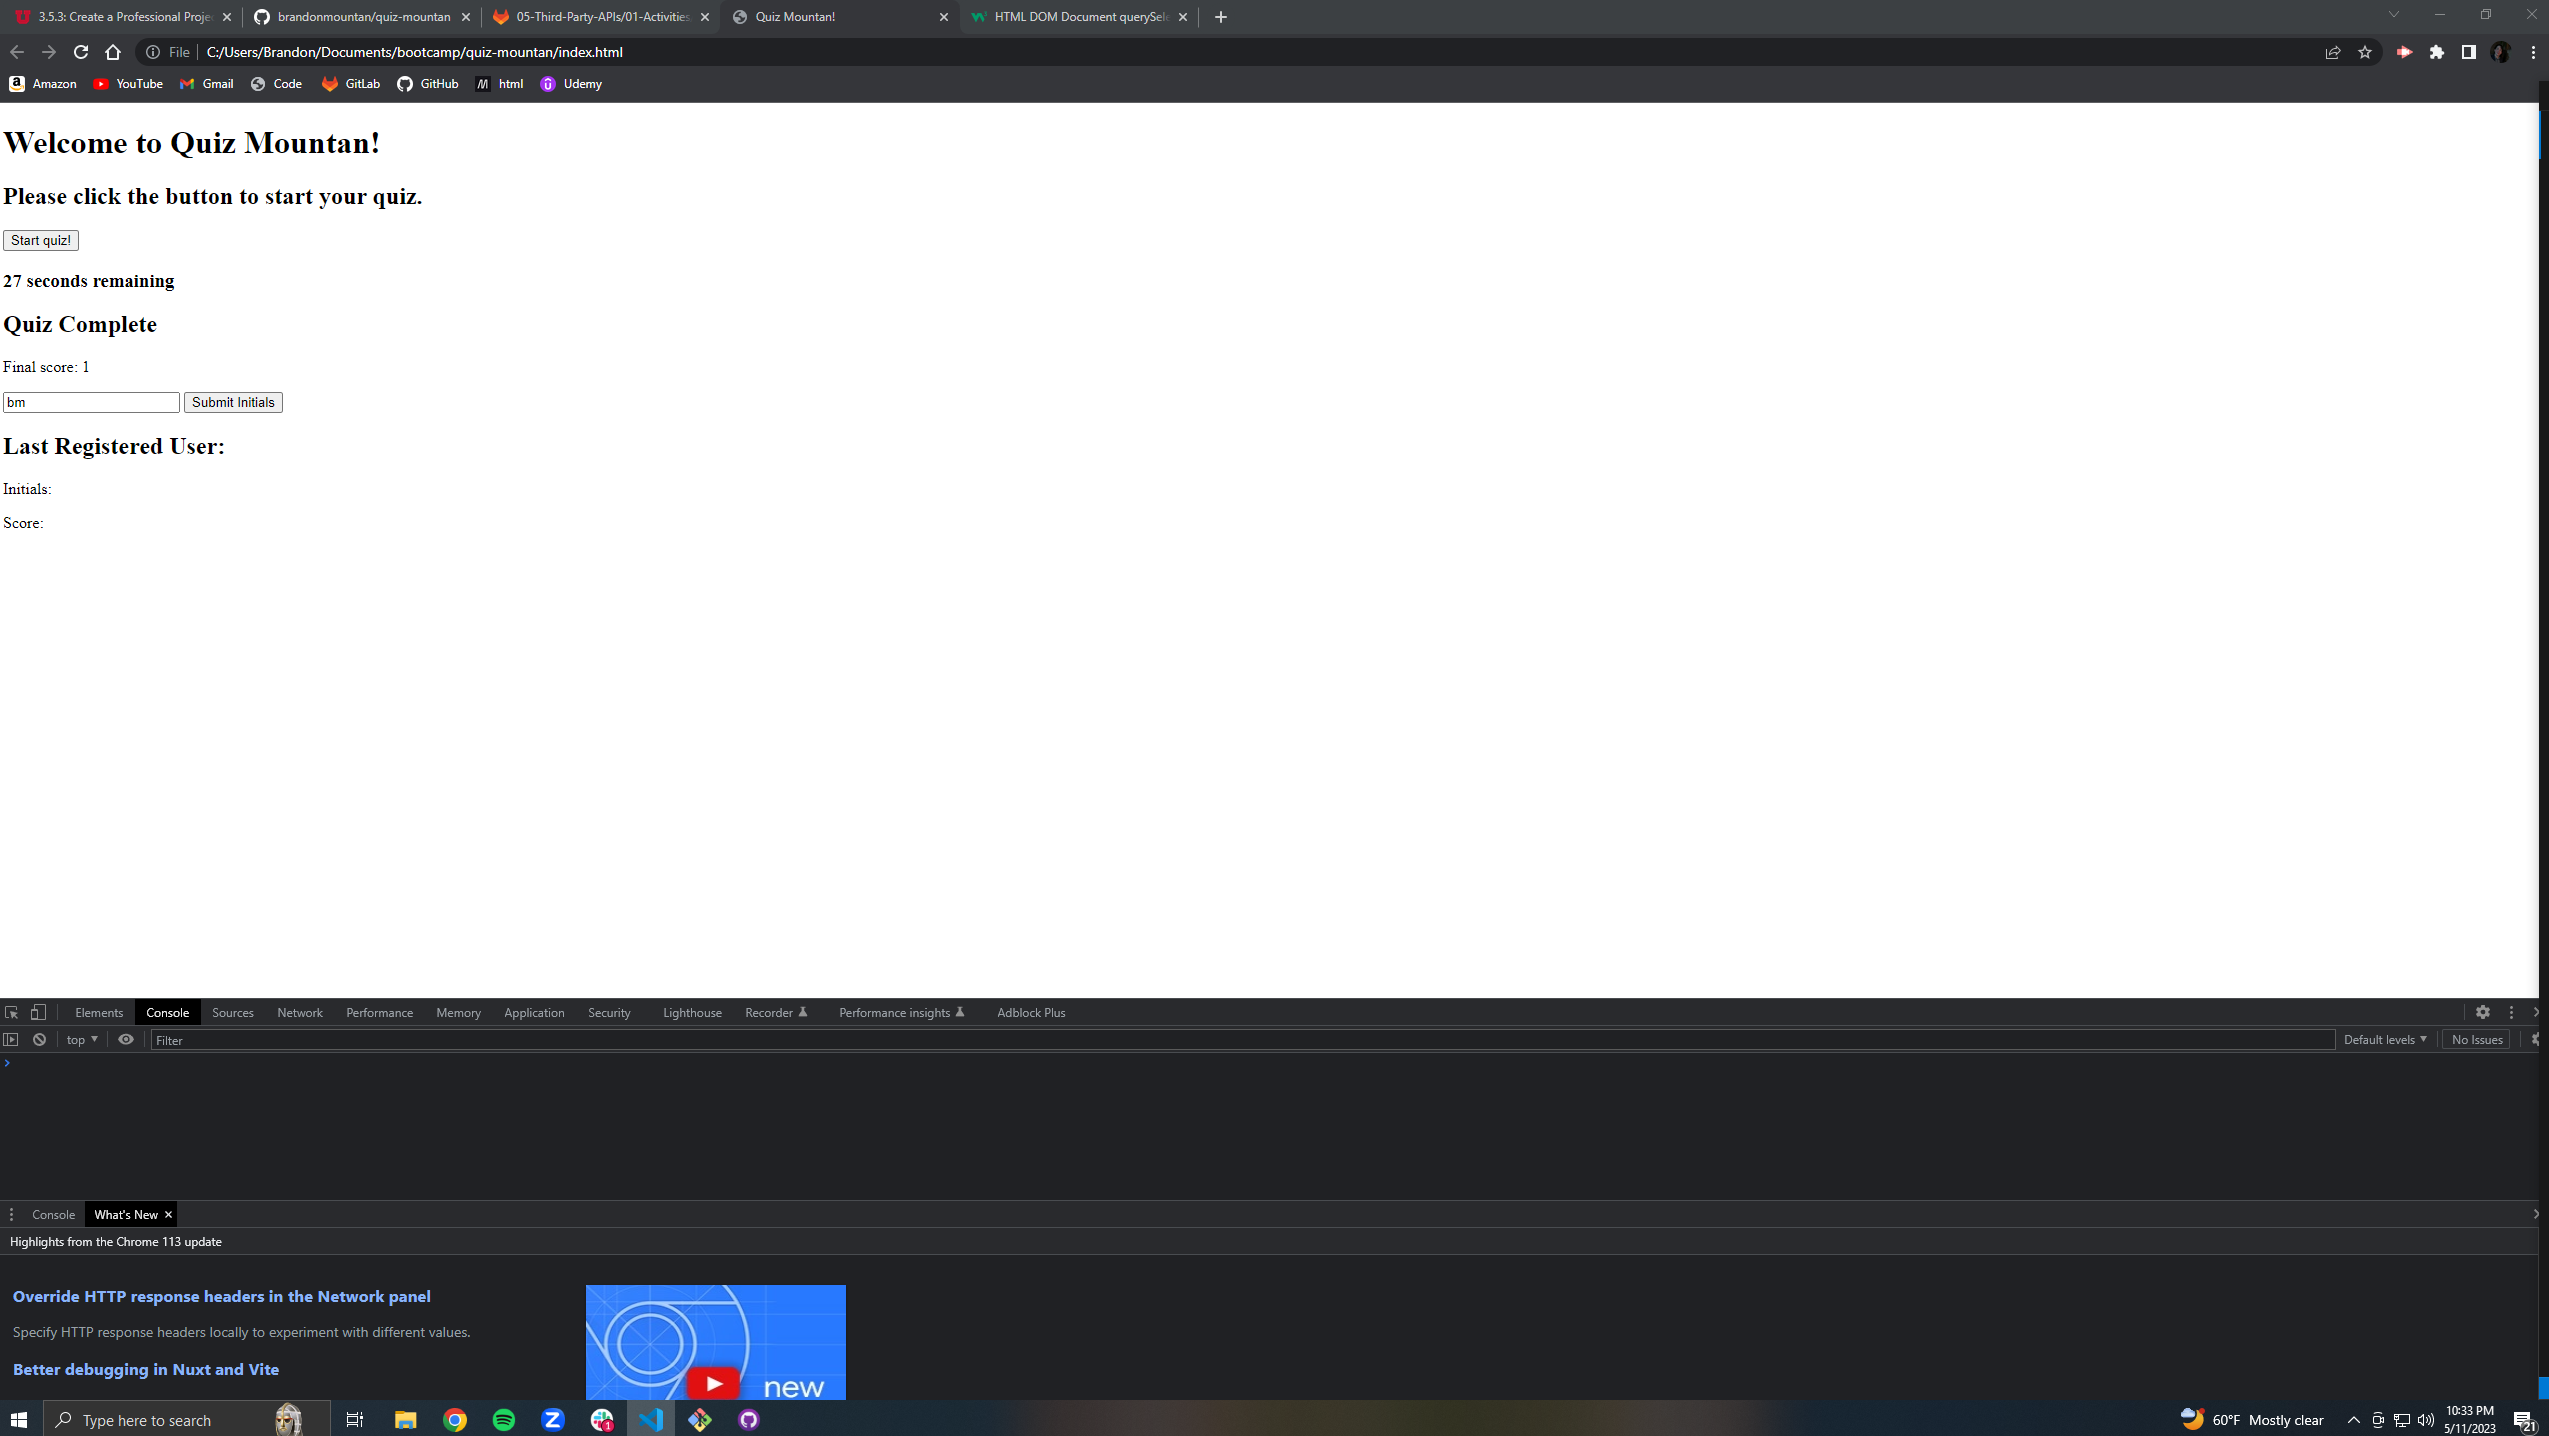 3.5.3: Create a Professional Proje
brandonmountan/quiz-mountan
05-Third-Party-APIs/01-Activities
Quiz Mountan!
HTML DOM Document querySele
File
C:/Users/Brandon/Documents/bootcamp/quiz-mountan/index.html
Amazon
YouTube
Gmail
Code
GitLab
GitHub
html
Udemy
Welcome to Quiz Mountan!
Please click the button to start your quiz.
Start quiz!
27 seconds remaining
Quiz Complete
Final score: 1
bm
Submit Initials
Last Registered User:
Initials:
Score:
Elements
Console
Sources
Network
Performance
Memory
Application
Security
Lighthouse
Recorder
Performance insights
Adblock Plus
top
Filter
Default levels
No Issues
Console
What's New
Highlights from the Chrome 113 update
Override HTTP response headers in the Network panel
Specify HTTP response headers locally to experiment with different values.
Better debugging in Nuxt and Vite
new
Type here to search
1
60°F Mostly clear
10:33 PM
5/11/2023
21